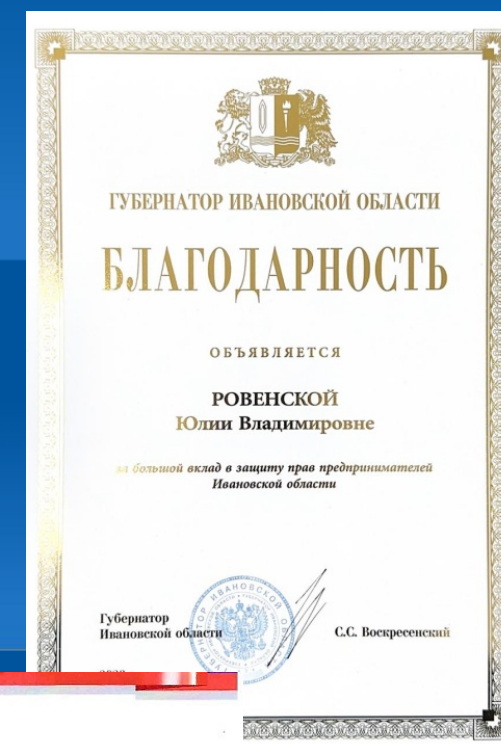 ГУБЕРНАТОР ИВАНОВСКОЙ ОБЛАСТИ
БЛАГОДАРНОСТЬ
ОБЪЯВЛЯЕТСЯ
РОВЕНСКОЙ
Юлии Владимировне
за большой вклад в защиту прав предпринимателей
Ивановской области
Губернатор
Ивановской области
С.С. Воскресенский